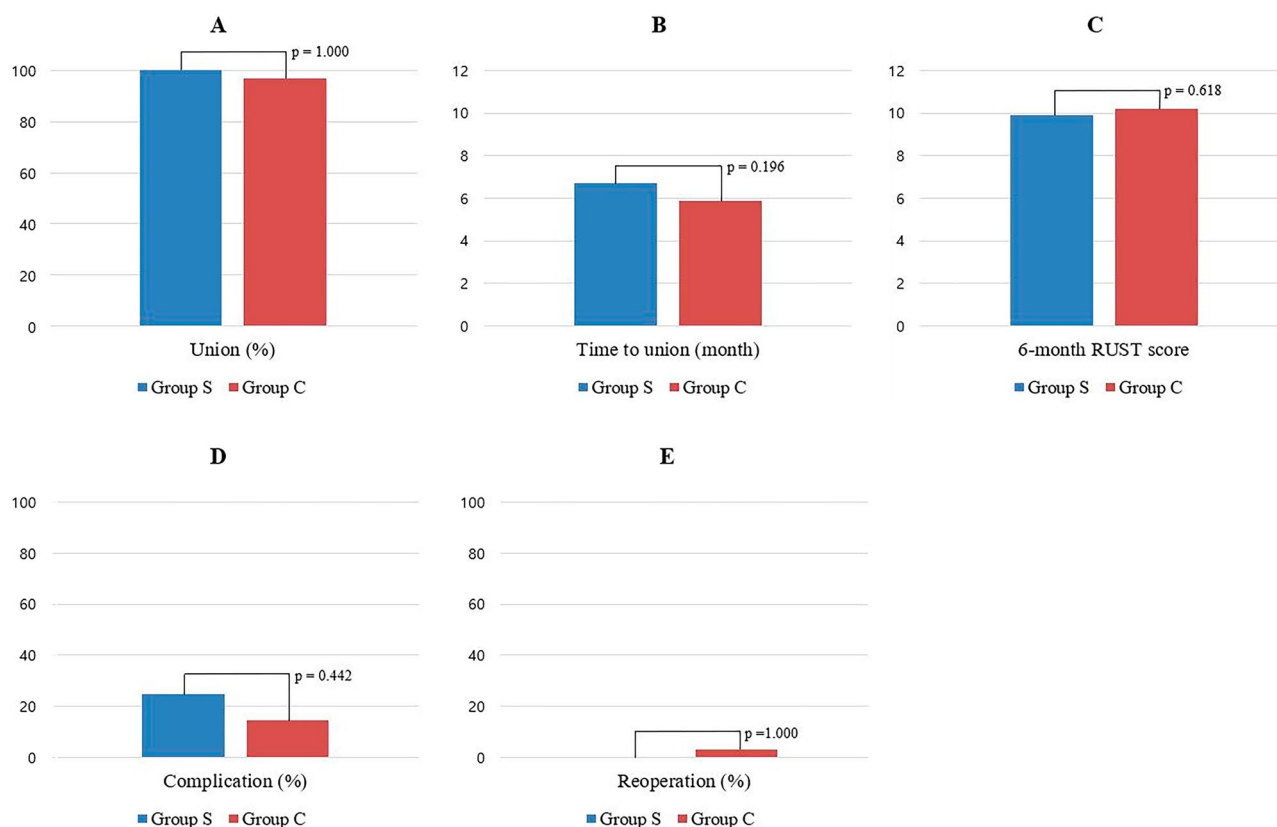 A
p = 1.000
100
80
60
40
20
0
Union (%)
Group S Group C
B
12
10
8
6
4
2
0
p = 0.196
Time to union (month)
Group S Group C
C
12
10
8
6
4
2
0
p = 0.618
6-month RUST score
Group S Group C
D
100
80
60
40
20
0
p = 0.442
Complication (%)
Group S Group C
E
100
80
60
40
20
0
p =1.000
Reoperation (%)
Group S Group C